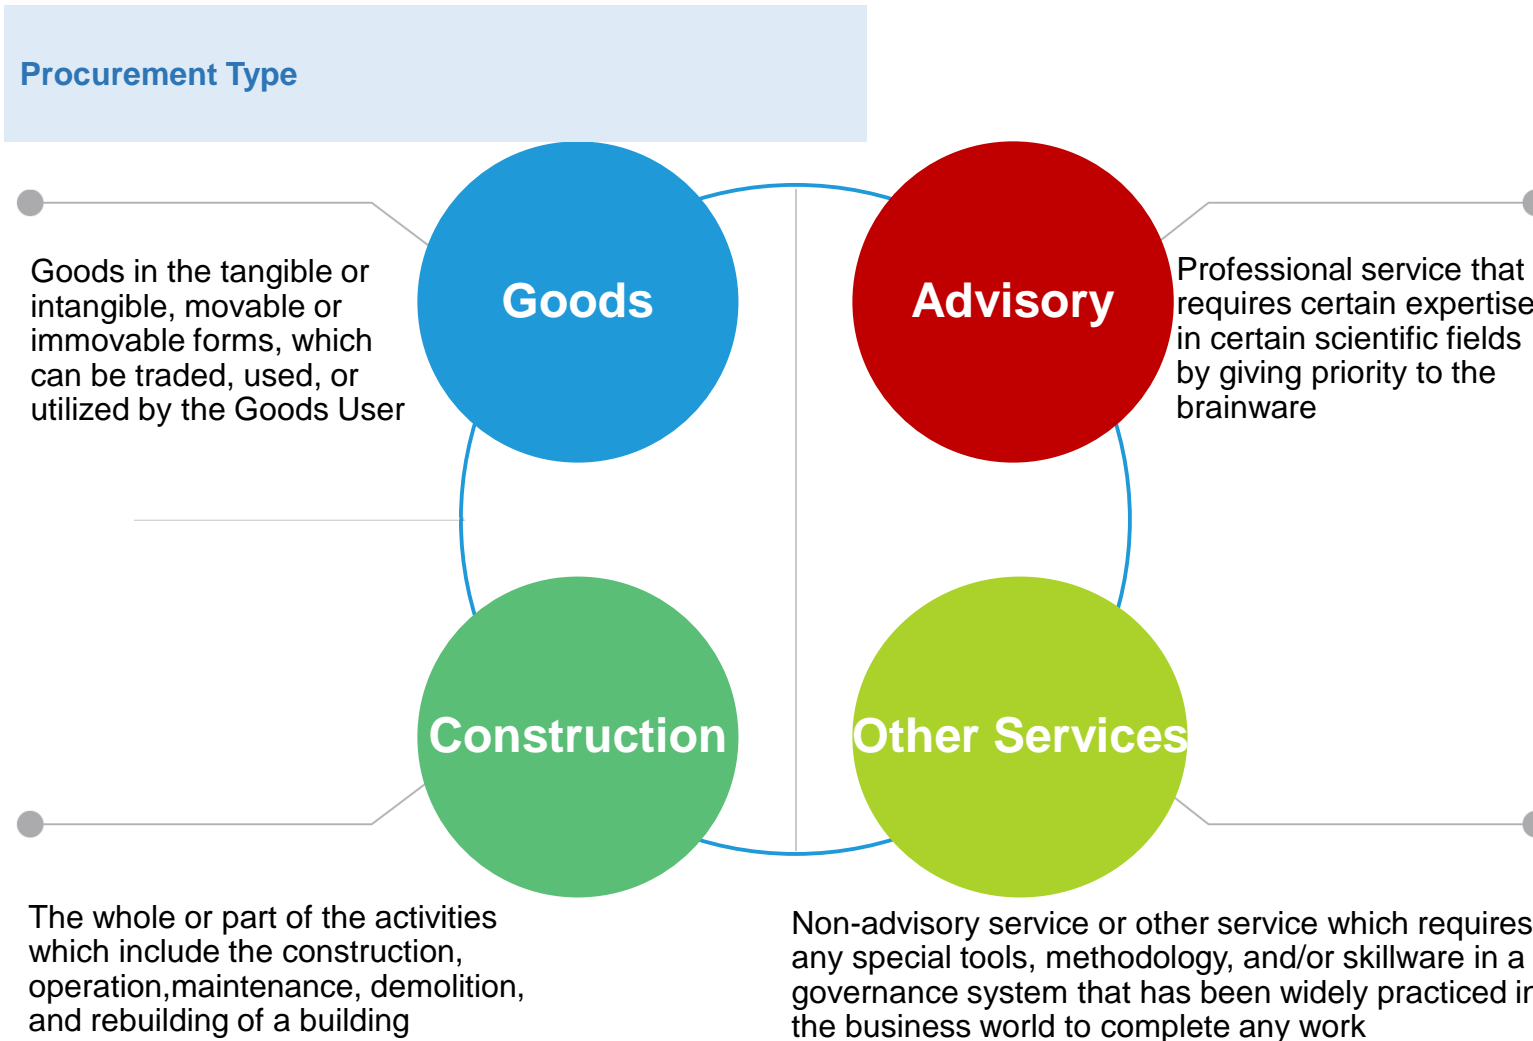 Procurement Type
Goods
Goods in the tangible or
intangible, movable or
immovable forms, which
can be traded, used, or
utilized by the Goods User
Advisory
Professional service that
requires certain expertise
in certain scientific fields
by giving priority to the
brainware
Construction
The whole or part of the activities
which include the construction,
operation,maintenance, demolition,
and rebuilding of a building
Other Services
Non-advisory service or other service which requires
any special tools, methodology, and/or skillware in a
governance system that has been widely practiced in
the business world to complete any work